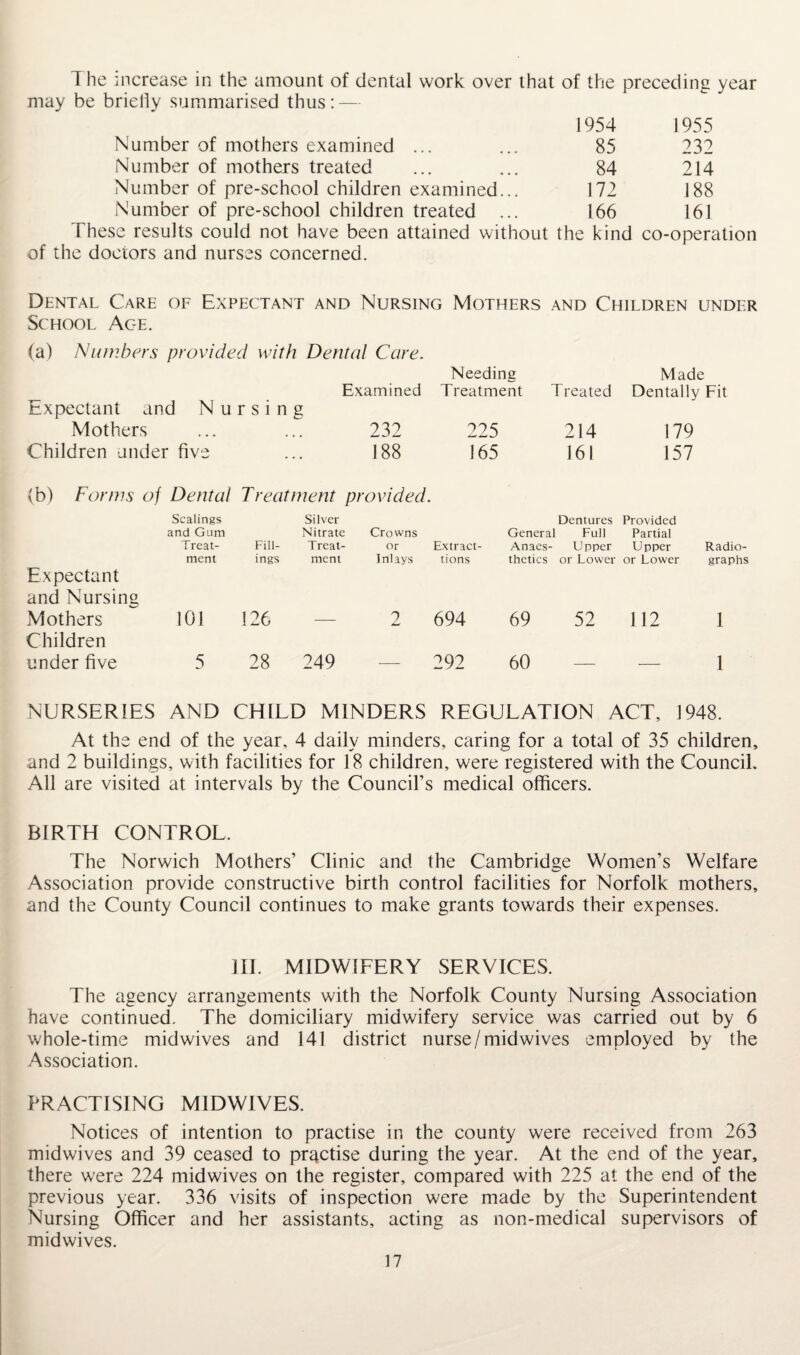 The increase in the amount of dental work over that of the preceding year
may be briefly summarised thus: —
1954 1955
Number of mothers examined ... ... 85 232
Number of mothers treated ... ... 84 214
Number of pre-school children examined... 172 188
Number of pre-school children treated ... 166 161
These results could not have been attained without the kind co-operation
of the doctors and nurses concerned.
Dental Care of Expectant and Nursing Mothers and Children under
School Age.
(a) Numbers provided with Dental Care.
Needing Made
Examined Treatment Treated Dentally Fit
Expectant and Nursing
Mothers ... ... 232 225 214 179
Children under five ... 188 165 161 157
(b) Forms of Dental Treatment provided.
Scalings Silver Dentures Provided
and Gum Nitrate Crowns General Full Partial
Treat- Fill- Treat- or Extract- Anaes- Upper Upper Radio-
ment ings ment Inlays tions thetics or Lower or Lower graphs
Expectant
and Nursing
Mothers 101 126 — 2 694 69 52 112 1
Children
under five 5 28 249 — 292 60 — — 1
NURSERIES AND CHILD MINDERS REGULATION ACT, 1948.
At the end of the year, 4 daily minders, caring for a total of 35 children,
and 2 buildings, with facilities for 18 children, were registered with the Council.
All are visited at intervals by the Council's medical officers.
BIRTH CONTROL.
The Norwich Mothers' Clinic and the Cambridge Women's Welfare
Association provide constructive birth control facilities for Norfolk mothers,
and the County Council continues to make grants towards their expenses.
III. MIDWIFERY SERVICES.
The agency arrangements with the Norfolk County Nursing Association
have continued. The domiciliary midwifery service was carried out by 6
whole-time midwives and 141 district nurse/midwives employed by the
Association.
PRACTISING MIDWIVES.
Notices of intention to practise in the county were received from 263
midwives and 39 ceased to practise during the year. At the end of the year,
there were 224 midwives on the register, compared with 225 at the end of the
previous year. 336 visits of inspection were made by the Superintendent
Nursing Officer and her assistants, acting as non-medical supervisors of
midwives.
17